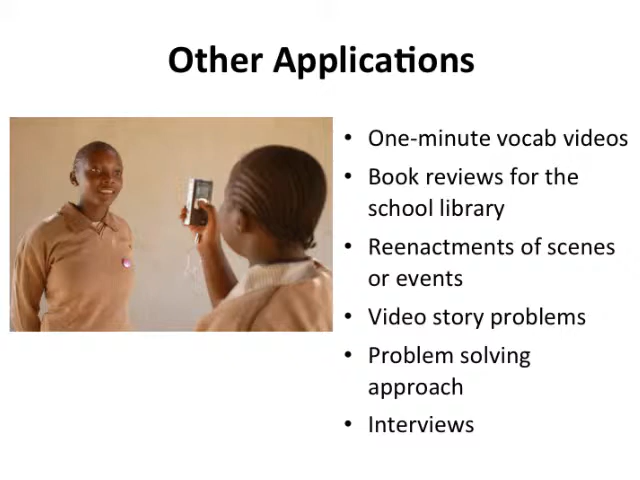 Other Applications
• One-minute vocab videos
• Book reviews for the
school library
• Reenactments of scenes
or events
• Video story problems
• Problem solving
approach
• Interviews